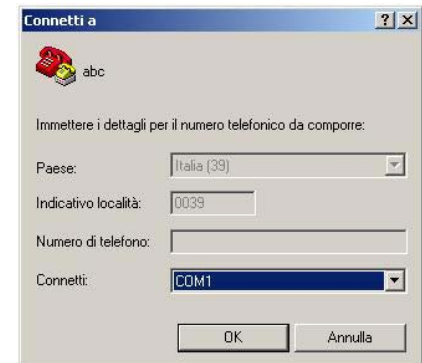 Connetti a
abc
Immettere i dettagli per il numero telefonico da comporre:
Paese: Italia (39)
Indicativo località: 0039
Numero di telefono:
Connetti: COM1
OK Annulla